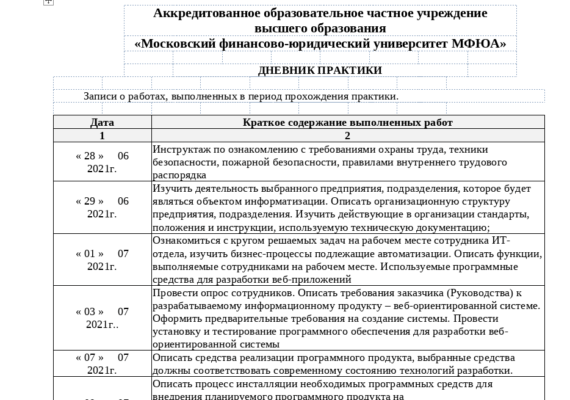 Аккредитованное образовательное частное учреждение
высшего образования
«Московский финансово-юридический университет МФЮА»
ДНЕВНИК ПРАКТИКИ
Записи о работах, выполненных в период прохождения практики.
Дата
Краткое содержание выполненных работ
1
2
« 28 » 06
2021г.
Инструктаж по ознакомлению с требованиями охраны труда, техники
безопасности, пожарной безопасности, правилами внутреннего трудового
распорядка
« 29 » 06
2021г.
Изучить деятельность выбранного предприятия, подразделения, которое будет
являться объектом информатизации. Описать организационную структуру
предприятия, подразделения. Изучить действующие в организации стандарты,
положения и инструкции, используемую техническую документацию;
« 01 » 07
2021г.
Ознакомиться с кругом решаемых задач на рабочем месте сотрудника ИТ-
отдела, изучить бизнес-процессы подлежащие автоматизации. Описать функции,
выполняемые сотрудниками на рабочем месте. Используемые программные
средства для разработки веб-приложений
« 03 » 07
2021г..
Провести опрос сотрудников. Описать требования заказчика (Руководства) к
разрабатываемому информационному продукту – веб-ориентированной системе.
Оформить предварительные требования на создание системы. Провести
установку и тестирование программного обеспечения для разработки веб-
ориентированной системы
« 07 » 07
2021г.
Описать средства реализации программного продукта, выбранные средства
должны соответствовать современному состоянию технологий разработки.
Описать процесс инсталляции необходимых программных средств для
внедрения планируемого программного продукта на